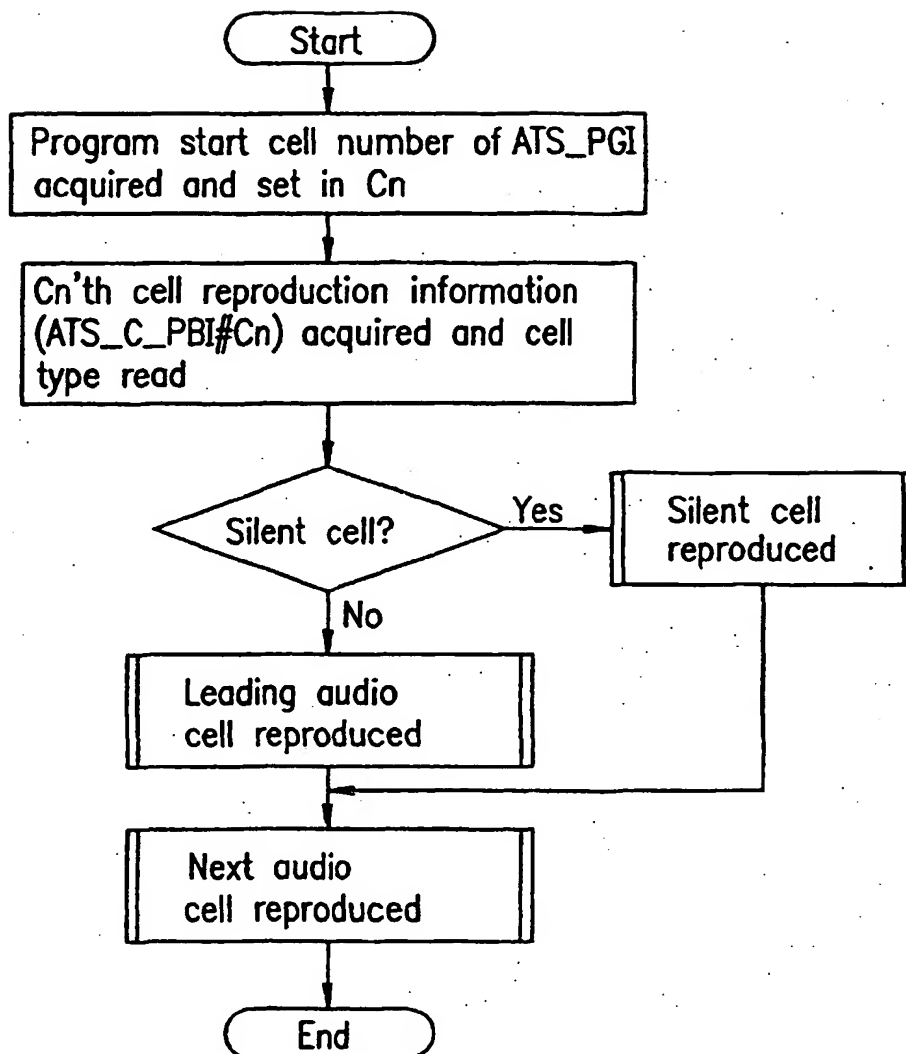 Start
Program start cell number of ATS_PGI
acquired and set in Cn
Cn'th cell reproduction information
(ATS_C_PBI#Cn) acquired and cell
type read
Silent cell?
Yes
Silent cell
reproduced
No
Leading audio
cell reproduced
Next audio
cell reproduced
End